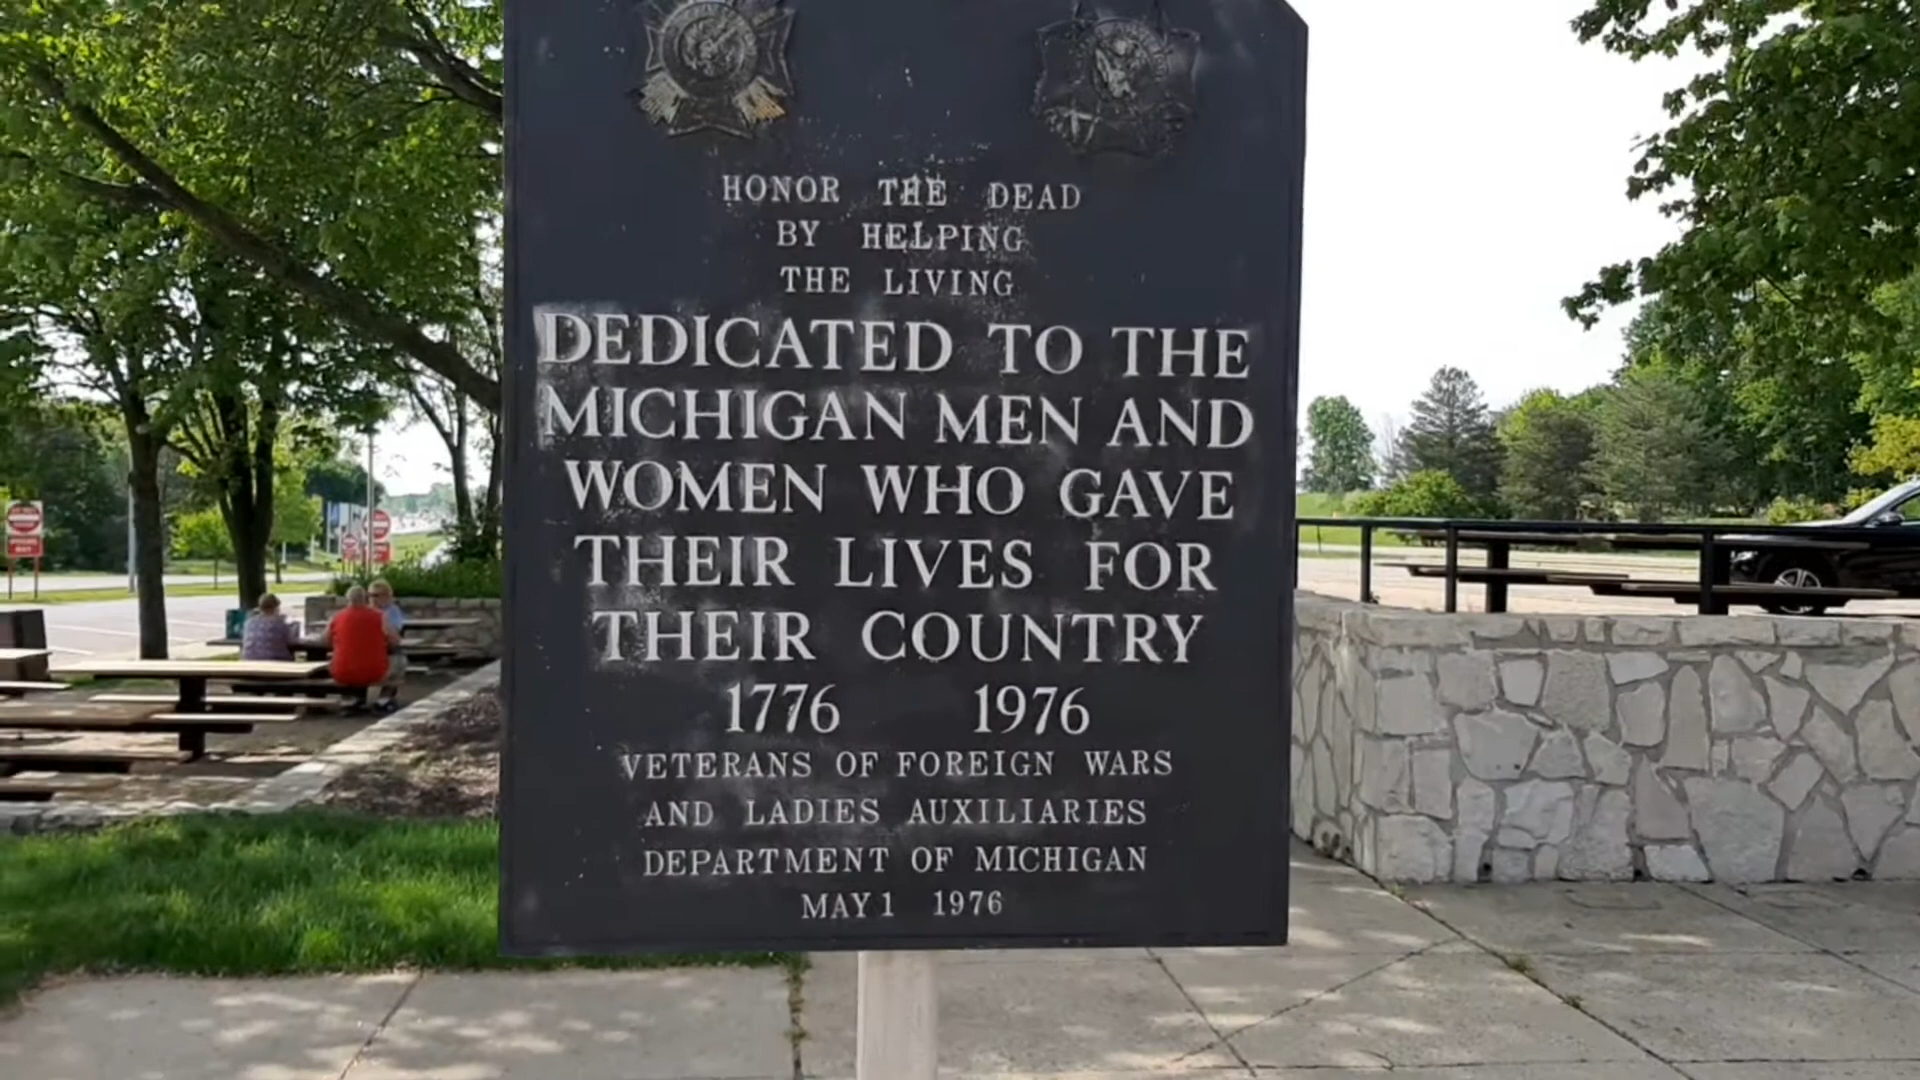 HONOR THE DEAD
BY HELPING
THE LIVING
DEDICATED TO THE
MICHIGAN MEN AND
WOMEN WHO GAVE
THEIR LIVES FOR
THEIR COUNTRY
1776 1976
VETERANS OF FOREIGN WARS
AND LADIES AUXILIARIES
DEPARTMENT OF MICHIGAN
MAY 1 1976